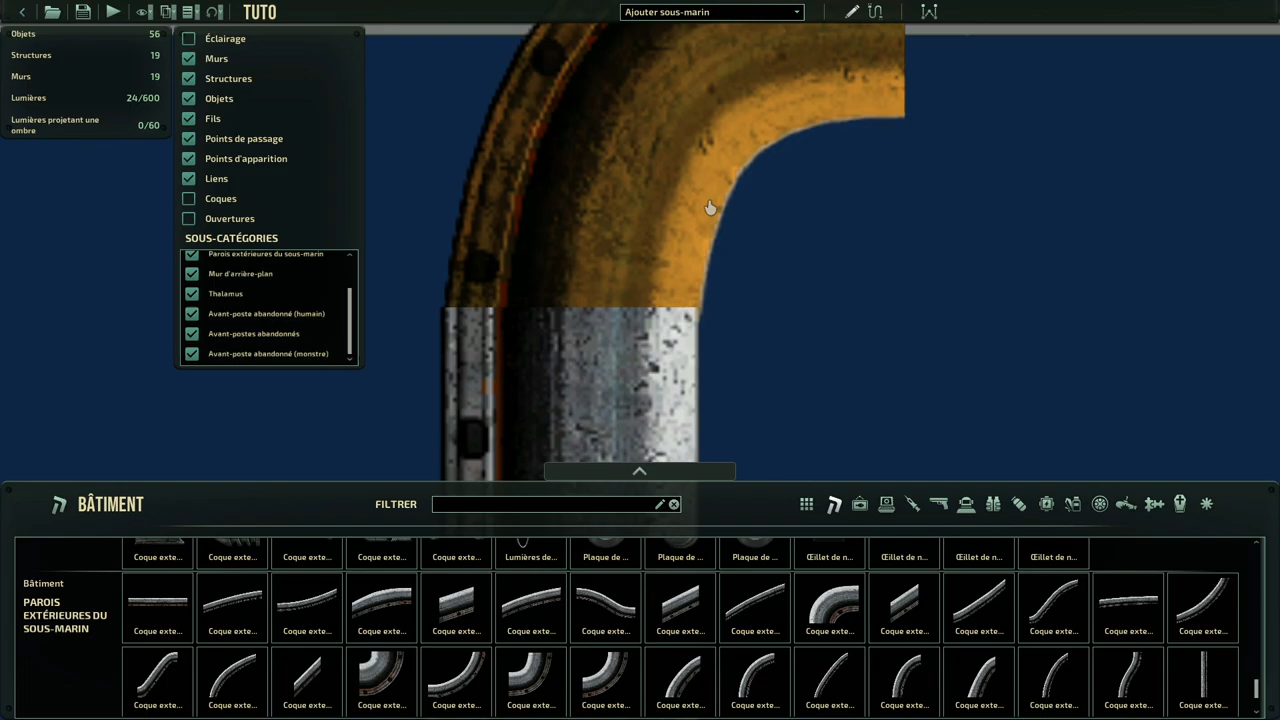 TUTO
Ajouter sous-marin
Objets 56
Structures 19
Murs 19
Lumières 24/600
Lumières projetant une
ombre 0/60
Éclairage
Murs
Structures
Objets
Fils
Points de passage
Points d'apparition
Liens
Coques
Ouvertures
SOUS-CATÉGORIES
Parois extérieures du sous-marin
Mur d'arrière-plan
Thalamus
Avant-poste abandonné (humain)
Avant-postes abandonnés
Avant-poste abandonné (monstre)
BÂTIMENT
FILTRER
Coque exte... Coque exte... Coque exte... Coque exte... Coque exte... Lumières de... Plaque de ... Plaque de ... Plaque de ... Œillet de n... Œillet de n... Œillet de n... Œillet de n...
Bâtiment
PAROIS
EXTÉRIEURES DU
SOUS-MARIN
Coque exte... Coque exte... Coque exte... Coque exte... Coque exte... Coque exte... Coque exte... Coque exte... Coque exte... Coque exte... Coque exte... Coque exte... Coque exte... Coque exte... Coque exte...
Coque exte... Coque exte... Coque exte... Coque exte... Coque exte... Coque exte... Coque exte... Coque exte... Coque exte... Coque exte... Coque exte... Coque exte... Coque exte... Coque exte... Coque exte...